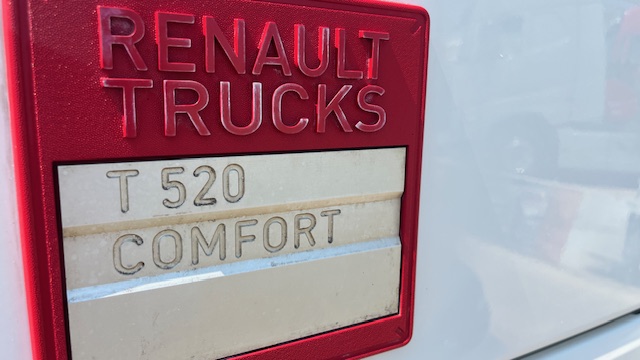 RENAULT
TRUCKS
T 520
COMFORT